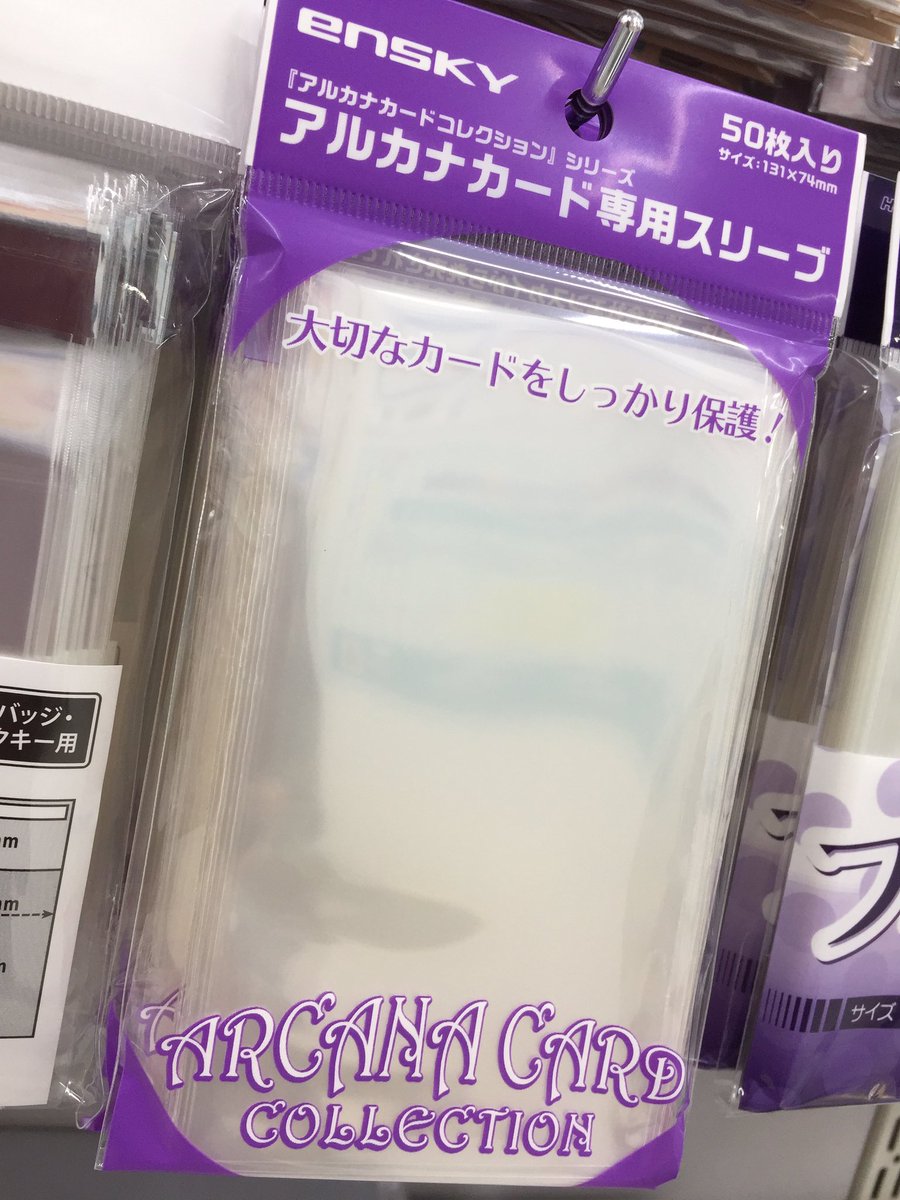 ensky
『アルカナカードコレクション』シリーズ
アルカナカード専用スリーブ
50枚入り
サイズ:131×74mm
大切なカードをしっかり保護!
ARCANA CARD
COLLECTION
バッジ・
キー用
サイズ